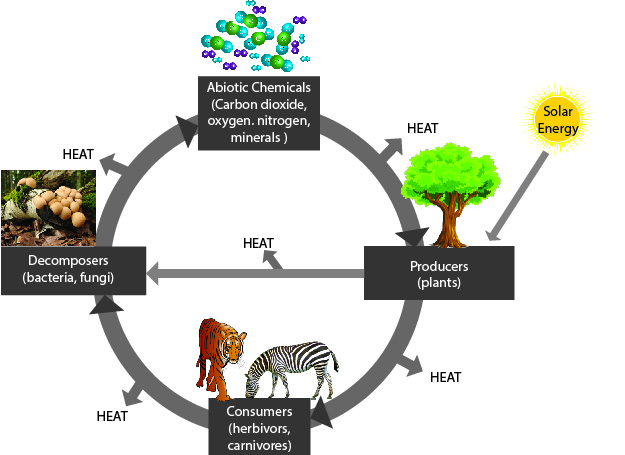 Abiotic Chemicals
(Carbon dioxide,
oxygen. nitrogen,
minerals )
Solar
Energy
HEAT
HEAT
HEAT
Decomposers
(bacteria, fungi)
Producers
(plants)
HEAT
HEAT
Consumers
(herbivors,
carnivores)